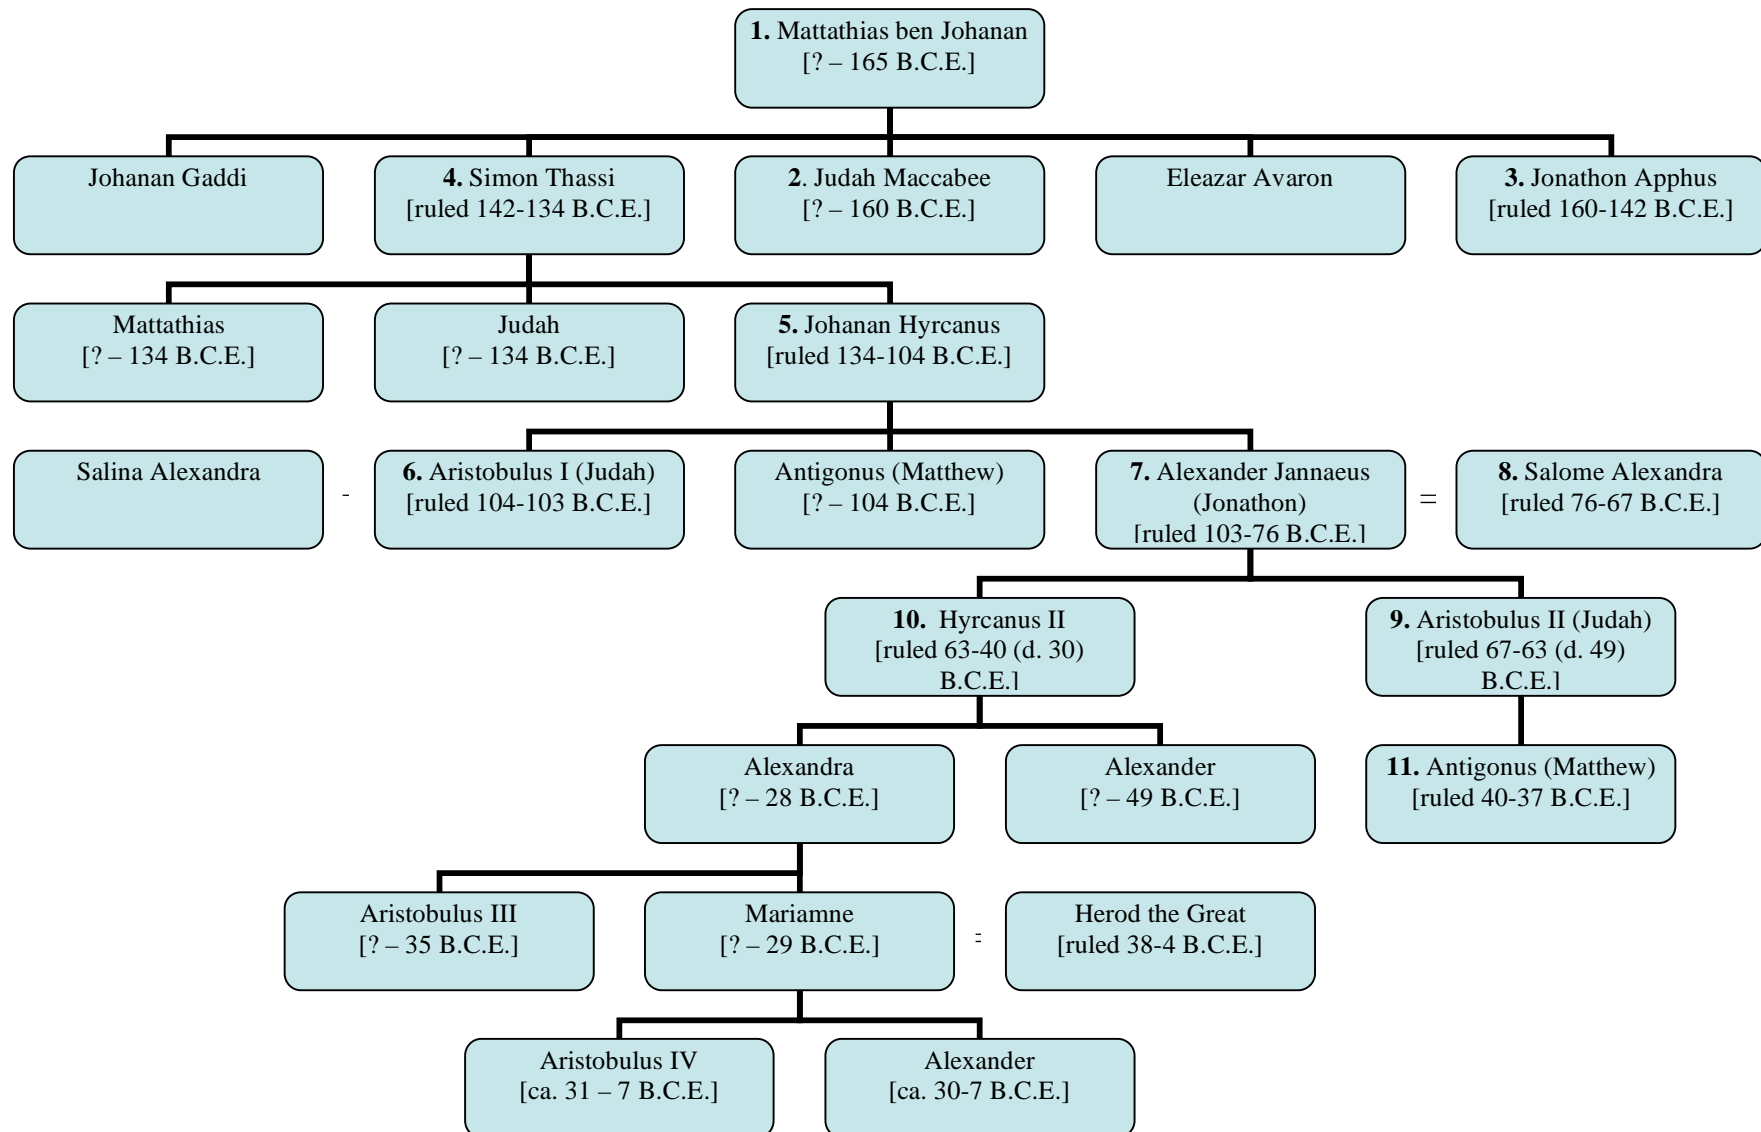 1. Mattathias ben Johanan
[? – 165 B.C.E.]
Johanan Gaddi
4. Simon Thassi
[ruled 142-134 B.C.E.]
2. Judah Maccabee
[? – 160 B.C.E.]
Eleazar Avaron
3. Jonathon Apphus
[ruled 160-142 B.C.E.]
Mattathias
[? – 134 B.C.E.]
Judah
[? – 134 B.C.E.]
5. Johanan Hyrcanus
[ruled 134-104 B.C.E.]
Salina Alexandra
-
6. Aristobulus I (Judah)
[ruled 104-103 B.C.E.]
Antigonus (Matthew)
[? – 104 B.C.E.]
7. Alexander Jannaeus
(Jonathon)
[ruled 103-76 B.C.E.]
=
8. Salome Alexandra
[ruled 76-67 B.C.E.]
10. Hyrcanus II
[ruled 63-40 (d. 30)
B.C.E.]
9. Aristobulus II (Judah)
[ruled 67-63 (d. 49)
B.C.E.]
Alexandra
[? – 28 B.C.E.]
Alexander
[? – 49 B.C.E.]
11. Antigonus (Matthew)
[ruled 40-37 B.C.E.]
Aristobulus III
[? – 35 B.C.E.]
Mariamne
[? – 29 B.C.E.]
=
Herod the Great
[ruled 38-4 B.C.E.]
Aristobulus IV
[ca. 31 – 7 B.C.E.]
Alexander
[ca. 30-7 B.C.E.]